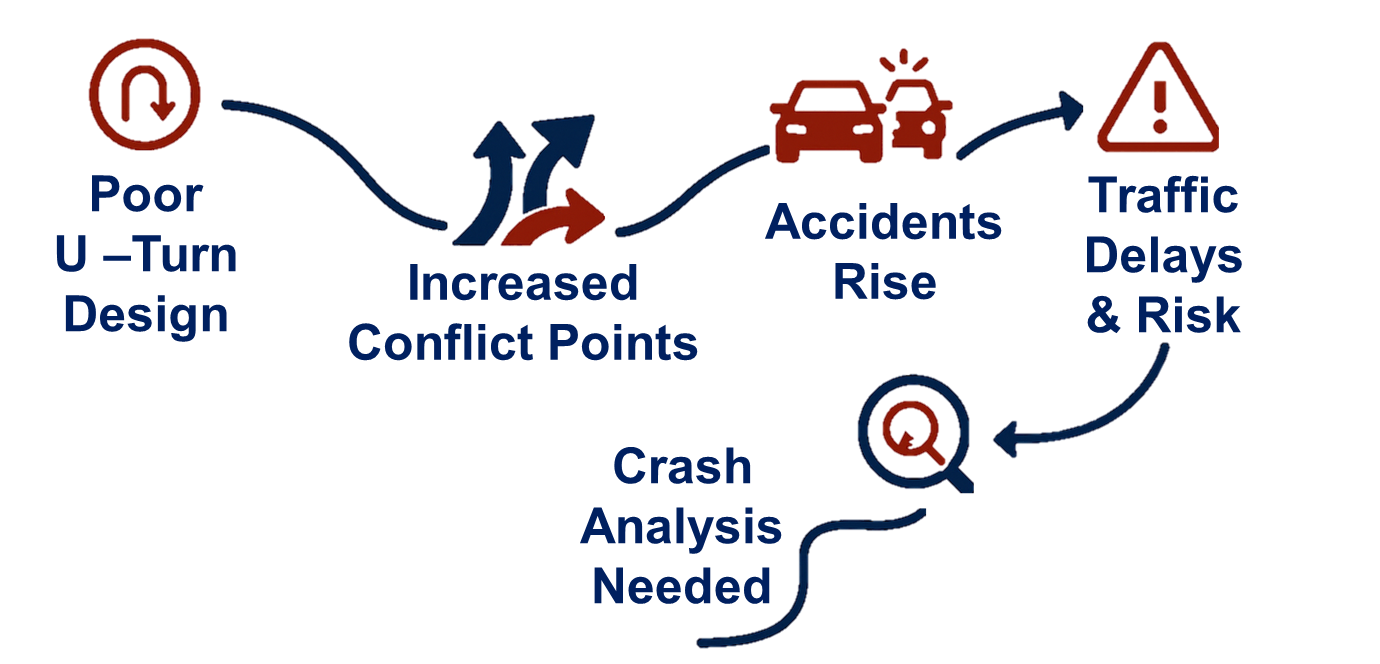 Poor
U –Turn
Design
Increased
Conflict Points
Accidents
Rise
Traffic
Delays
& Risk
Crash
Analysis
Needed